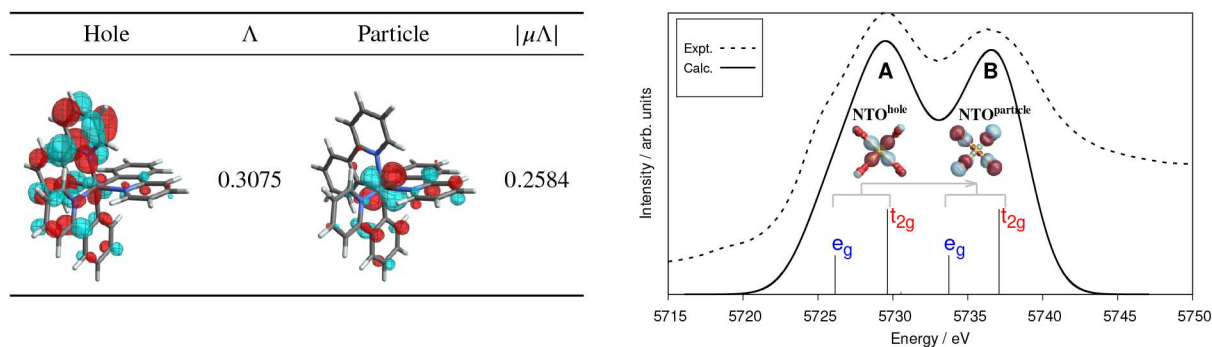 Hole Λ Particle |μΛ|
0.3075 0.2584
Expt.
Calc.
A B
NTO^hole NTO^particle
t_2g t_2g
e_g e_g
Intensity / arb. units
5715 5720 5725 5730 5735 5740 5745 5750
Energy / eV